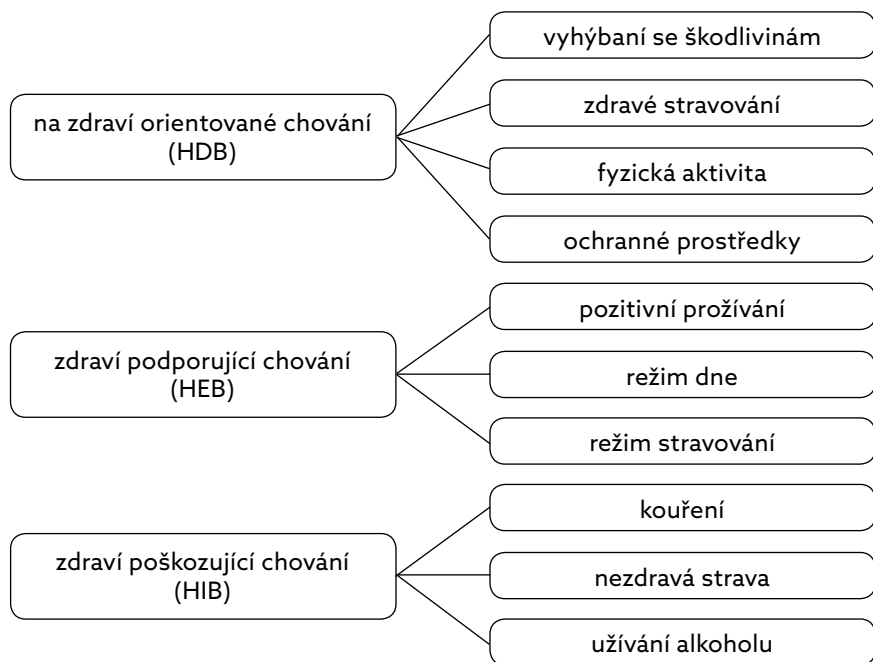 na zdraví orientované chování
(HDB)
vyhýbaní se škodlivinám
zdravé stravování
fyzická aktivita
ochranné prostředky
zdraví podporující chování
(HEB)
pozitivní prožívání
režim dne
režim stravování
zdraví poškozující chování
(HIB)
kouření
nezdravá strava
užívání alkoholu